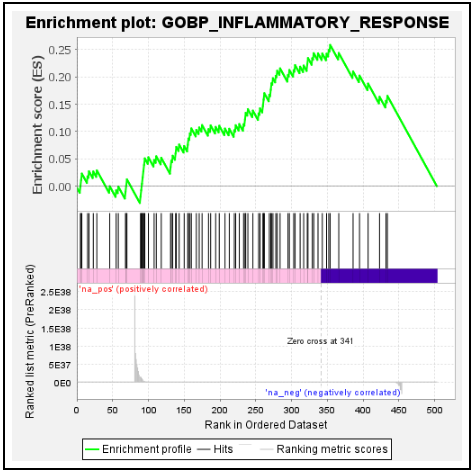 Enrichment plot: GOBP_INFLAMMATORY_RESPONSE
Enrichment score (ES)
0.25
0.20
0.15
0.10
0.05
0.00
'na_pos' (positively correlated)
Ranked list metric (PreRanked)
2.5E38
2E38
1.5E38
1E38
5E37
0E0
Zero cross at 341
'na_neg' (negatively correlated)
0 50 100 150 200 250 300 350 400 450 500
Rank in Ordered Dataset
Enrichment profile Hits Ranking metric scores